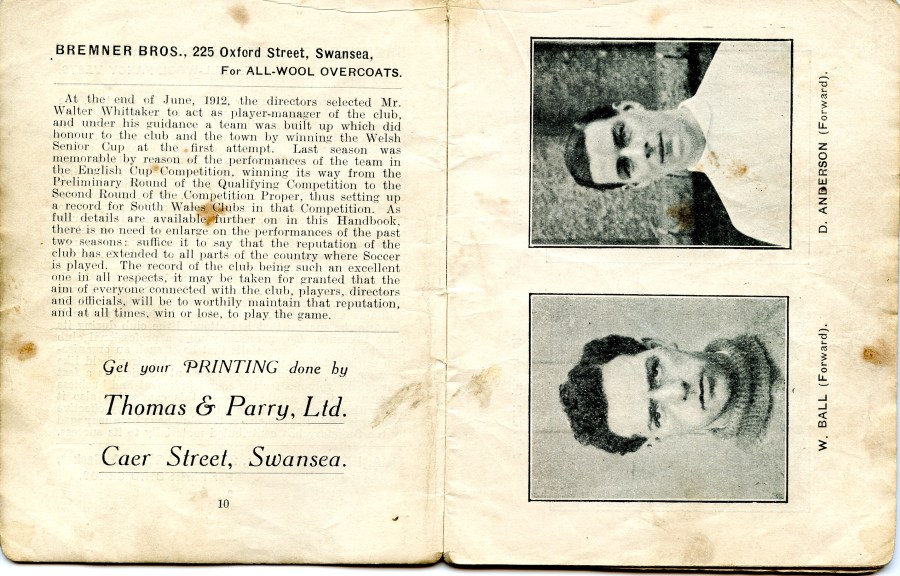 BREMNER BROS., 225 Oxford Street, Swansea,
For ALL-WOOL OVERCOATS.
At the end of June, 1912, the directors selected Mr.
Walter Whittaker to act as player-manager of the club,
and under his guidance a team was built up which did
honour to the club and the town by winning the Welsh
Senior Cup at the first attempt. Last season was
memorable by reason of the performances of the team in
the English Cup Competition, winning its way from the
Preliminary Round of the Qualifying Competition to the
Second Round of the Competition Proper, thus setting up
a record for South Wales Clubs in that Competition. As
full details are available further on in this Handbook,
there is no need to enlarge on the performances of the past
two seasons; suffice it to say that the reputation of the
club has extended to all parts of the country where Soccer
is played. The record of the club being such an excellent
one in all respects, it may be taken for granted that the
aim of everyone connected with the club, players, directors
and officials, will be to worthily maintain that reputation,
and at all times, win or lose, to play the game.
Get your PRINTING done by
Thomas & Parry, Ltd.
Caer Street, Swansea.
10
D. ANDERSON (Forward).
W. BALL (Forward).